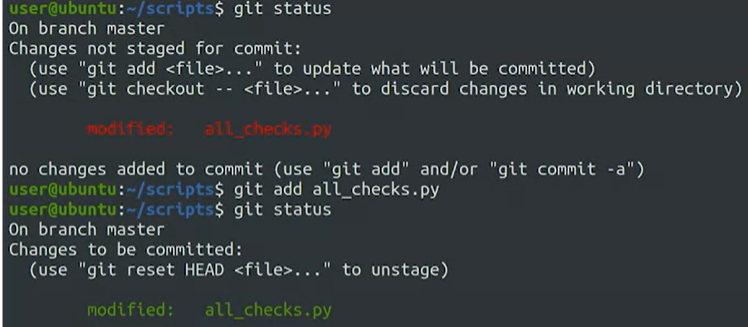 user@ubuntu:~/scripts$ git status
On branch master
Changes not staged for commit:
  (use "git add <file>..." to update what will be committed)
  (use "git checkout -- <file>..." to discard changes in working directory)
        modified:   all_checks.py
no changes added to commit (use "git add" and/or "git commit -a")
user@ubuntu:~/scripts$ git add all_checks.py
user@ubuntu:~/scripts$ git status
On branch master
Changes to be committed:
  (use "git reset HEAD <file>..." to unstage)
        modified:   all_checks.py